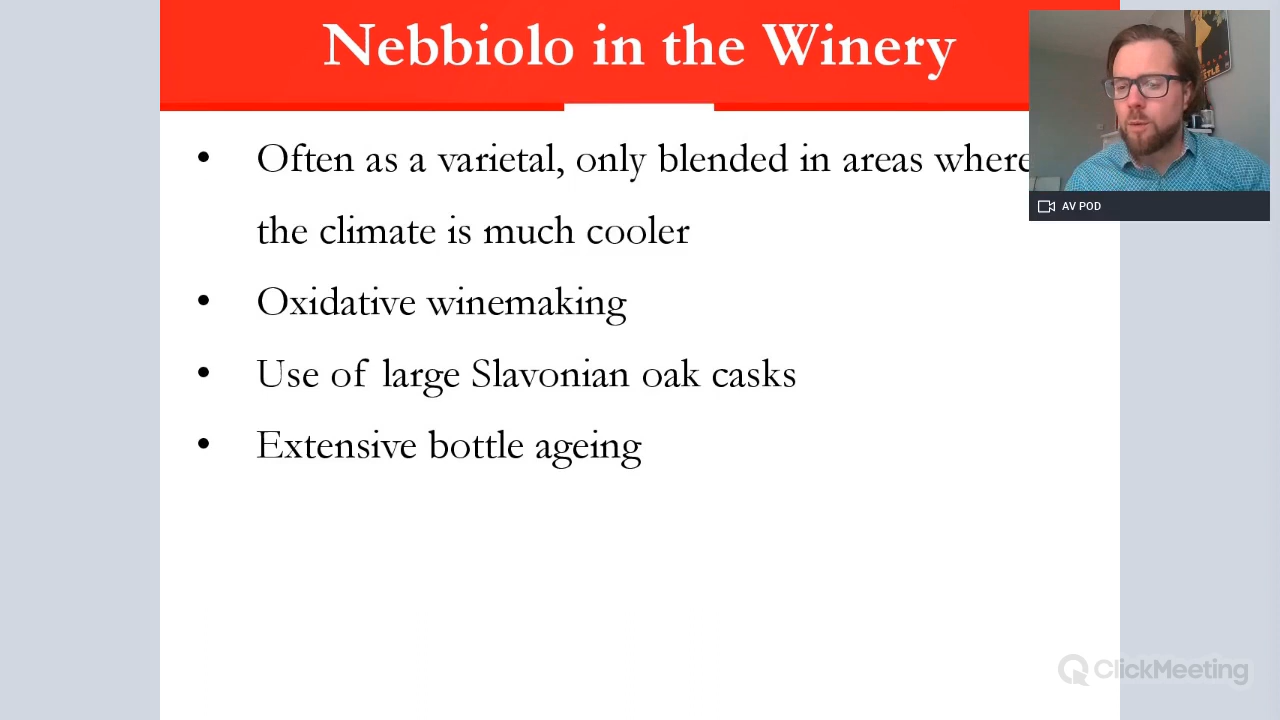 Nebbiolo in the Winery
• Often as a varietal, only blended in areas where
the climate is much cooler
• Oxidative winemaking
• Use of large Slavonian oak casks
• Extensive bottle ageing
AV POD
ClickMeeting